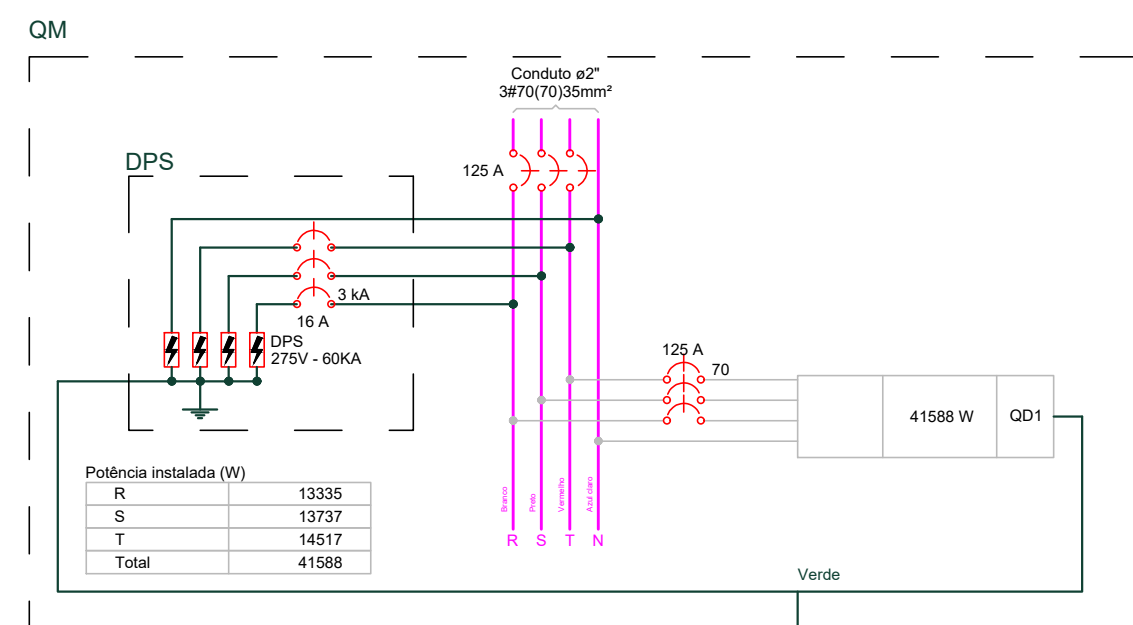 QM
Conduto ø2"
3#70(70)35mm²
DPS
125 A
3 kA
16 A
DPS
275V - 60KA
125 A
70
41588 W
QD1
Potência instalada (W)
R 13335
S 13737
T 14517
Total 41588
Branco
Preto
Vermelho
Azul claro
R S T N
Verde